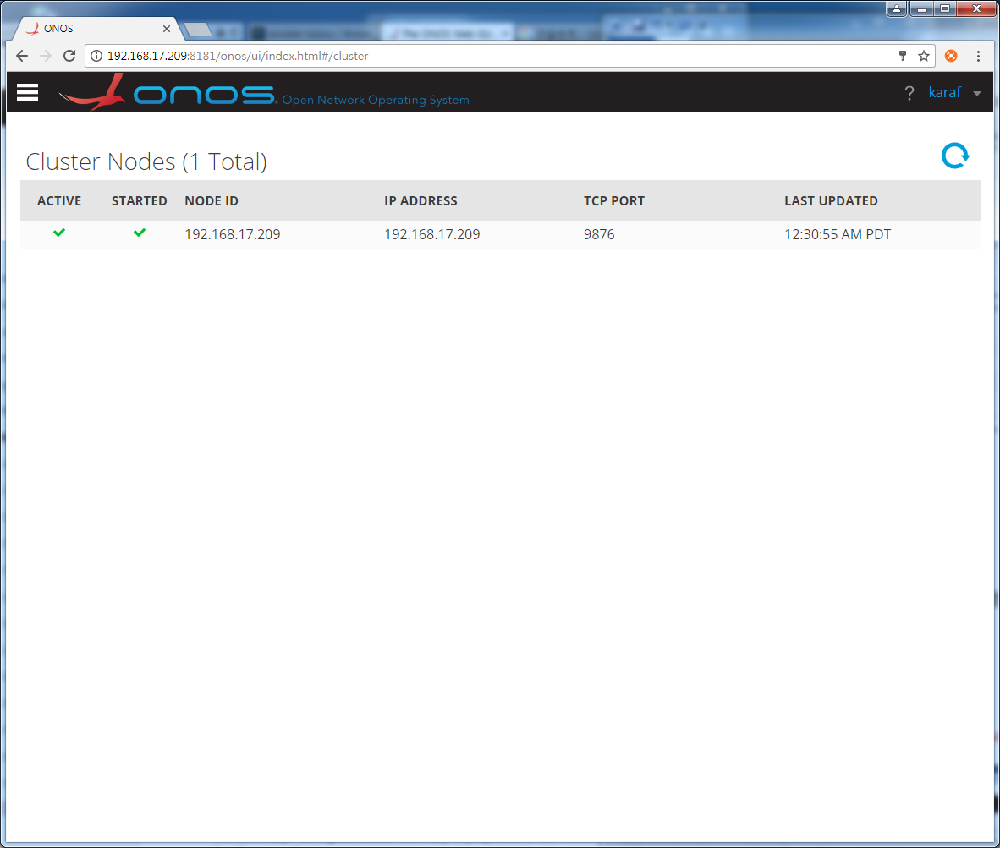 ONOS
192.168.17.209:8181/onos/ui/index.html#/cluster
onos Open Network Operating System ? karaf
Cluster Nodes (1 Total)
ACTIVE STARTED NODE ID IP ADDRESS TCP PORT LAST UPDATED
192.168.17.209 192.168.17.209 9876 12:30:55 AM PDT